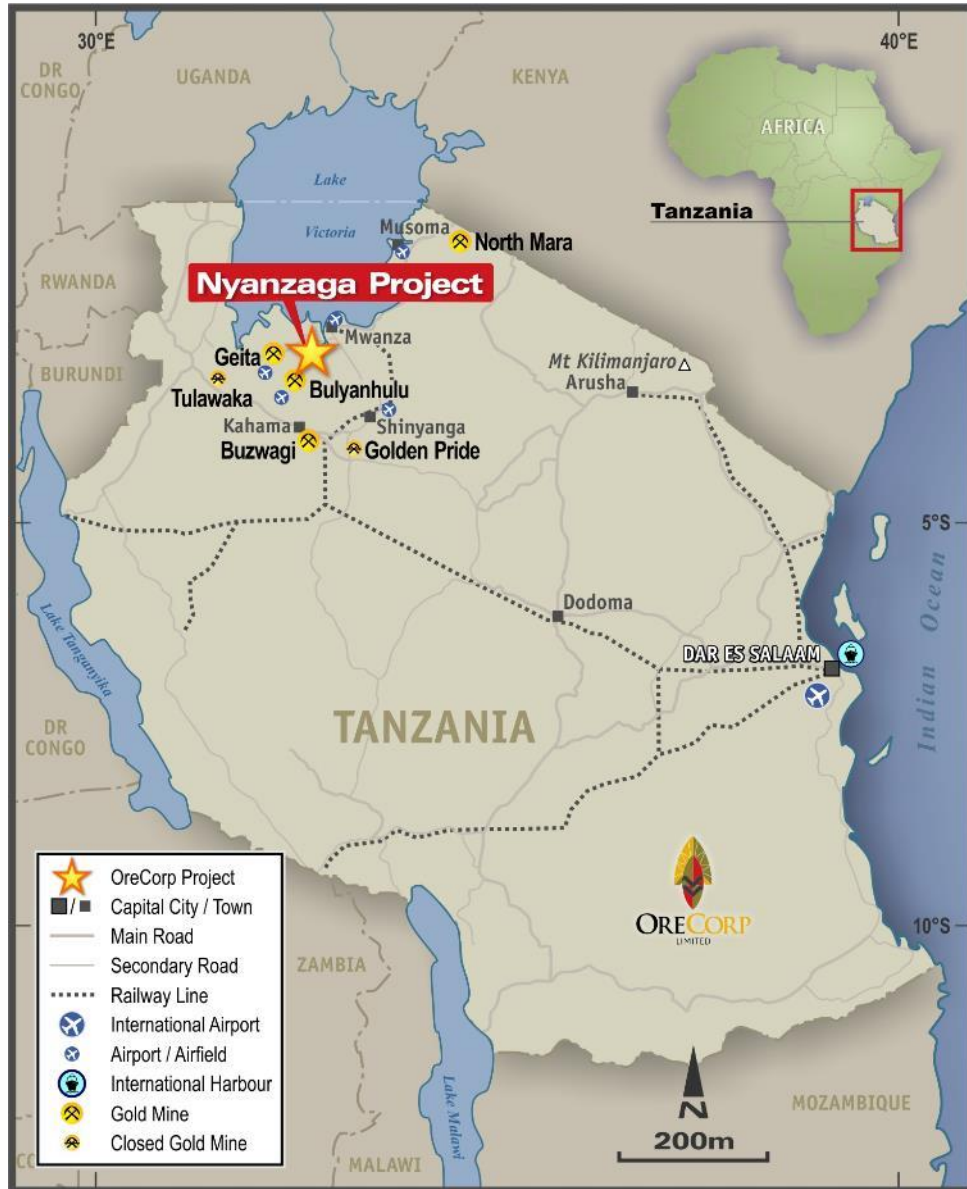 30°E
40°E
DR
CONGO
UGANDA
KENYA
AFRICA
Tanzania
Lake
Victoria
Musoma
North Mara
RWANDA
Nyanzaga Project
Mwanza
Geita
BURUNDI
Tulawaka
Bulyanhulu
Mt Kilimanjaro
Arusha
Kahama
Shinyanga
Buzwagi
Golden Pride
5°S
Indian Ocean
Lake Tanganyika
Dodoma
DAR ES SALAAM
DR
CONGO
TANZANIA
ORECORP
LIMITED
10°S
ZAMBIA
Lake Malawi
MALAWI
MOZAMBIQUE
N
200m
OreCorp Project
/ Capital City / Town
Main Road
Secondary Road
Railway Line
International Airport
Airport / Airfield
International Harbour
Gold Mine
Closed Gold Mine